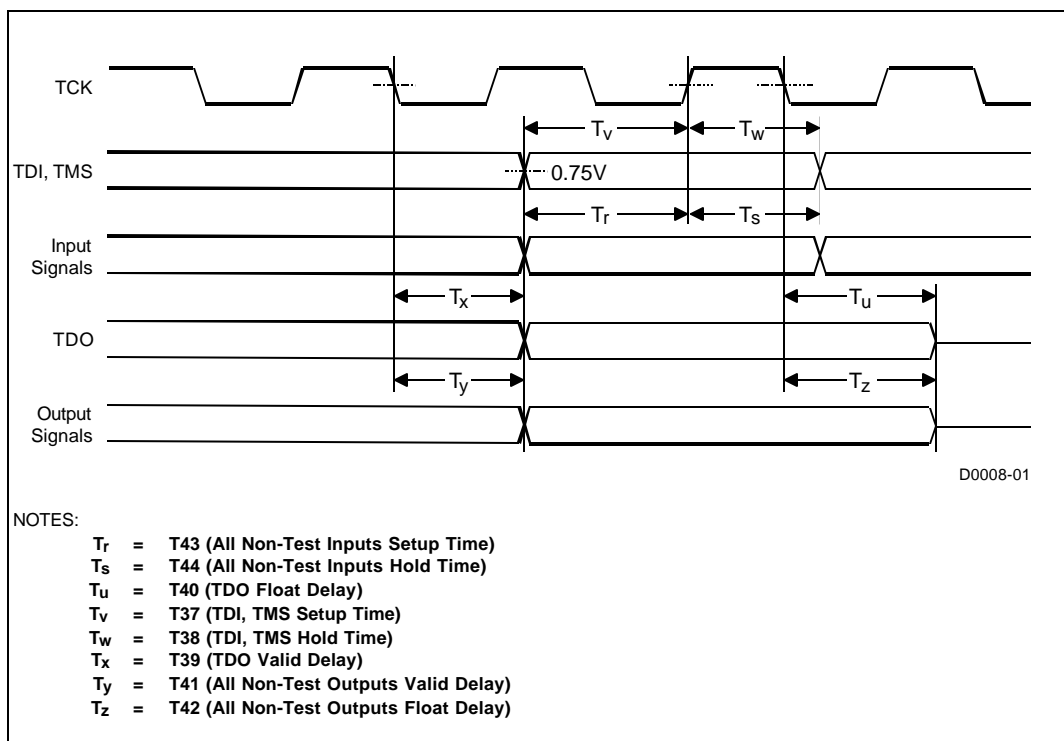 TCK
Tv
Tw
TDI, TMS
0.75V
Tr
Ts
Input
Signals
Tx
Tu
TDO
Ty
Tz
Output
Signals
D0008-01
NOTES:
Tr = T43 (All Non-Test Inputs Setup Time)
Ts = T44 (All Non-Test Inputs Hold Time)
Tu = T40 (TDO Float Delay)
Tv = T37 (TDI, TMS Setup Time)
Tw = T38 (TDI, TMS Hold Time)
Tx = T39 (TDO Valid Delay)
Ty = T41 (All Non-Test Outputs Valid Delay)
Tz = T42 (All Non-Test Outputs Float Delay)